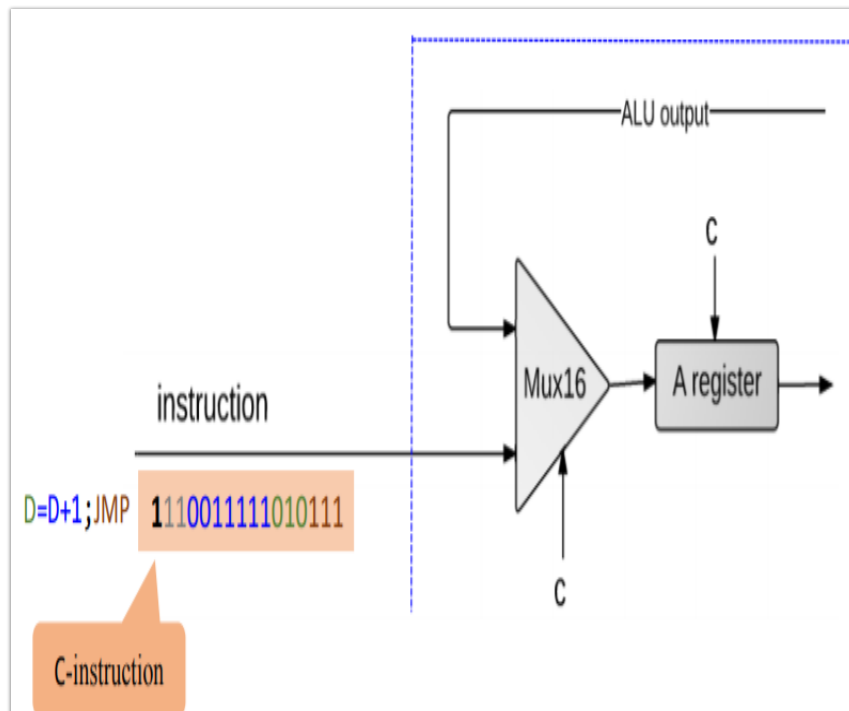 ALU output
C
Mux16
A register
instruction
D=D+1;JMP 1110011111010111
C
C-instruction